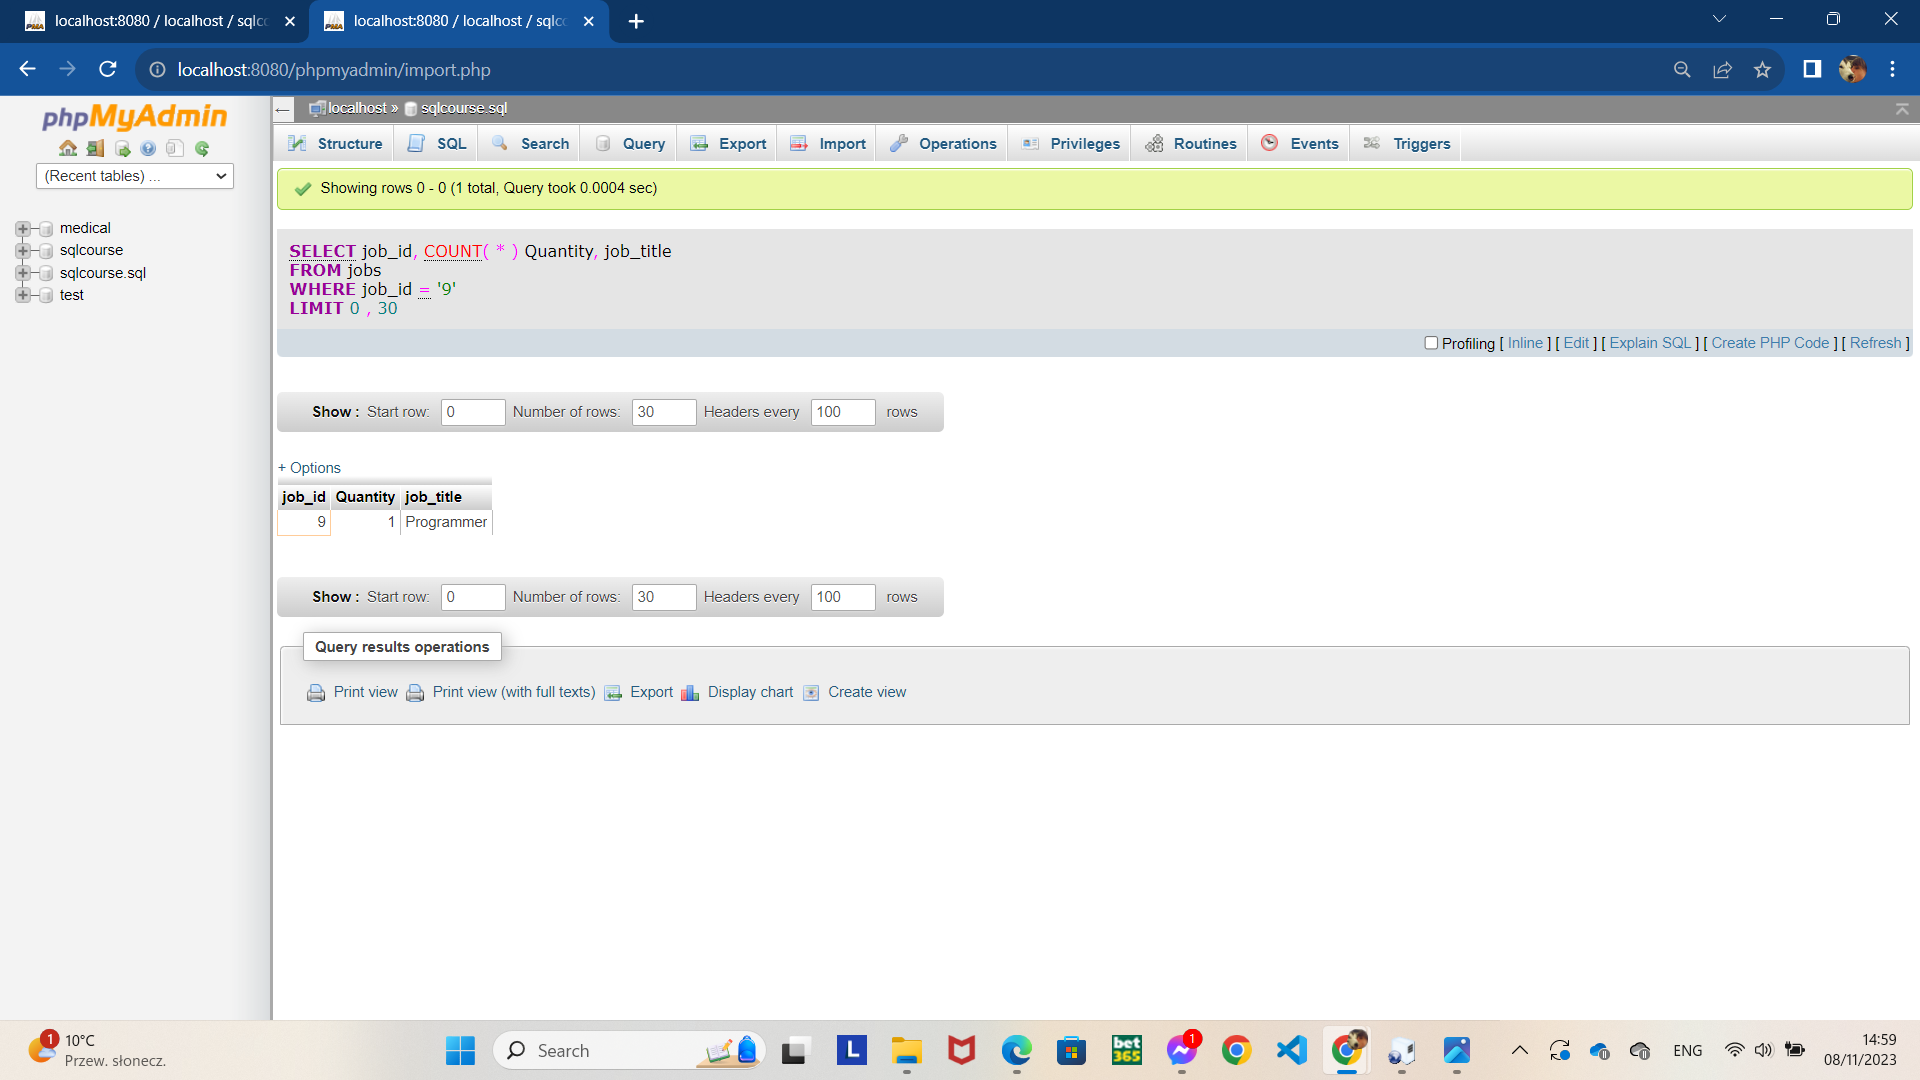 localhost:8080 / localhost / sqlco
localhost:8080 / localhost / sqlco
localhost:8080/phpmyadmin/import.php
phpMyAdmin
(Recent tables) ...
medical
sqlcourse
sqlcourse.sql
test
localhost » sqlcourse.sql
Structure SQL Search Query Export Import Operations Privileges Routines Events Triggers
Showing rows 0 - 0 (1 total, Query took 0.0004 sec)
SELECT job_id, COUNT( * ) Quantity, job_title
FROM jobs
WHERE job_id = '9'
LIMIT 0 , 30
Profiling [ Inline ] [ Edit ] [ Explain SQL ] [ Create PHP Code ] [ Refresh ]
Show : Start row: 0 Number of rows: 30 Headers every 100 rows
+ Options
job_id Quantity job_title
9 1 Programmer
Show : Start row: 0 Number of rows: 30 Headers every 100 rows
Query results operations
Print view Print view (with full texts) Export Display chart Create view
1 10°C
Przew. słonecz.
Search
L
bet
365
1
ENG
14:59
08/11/2023